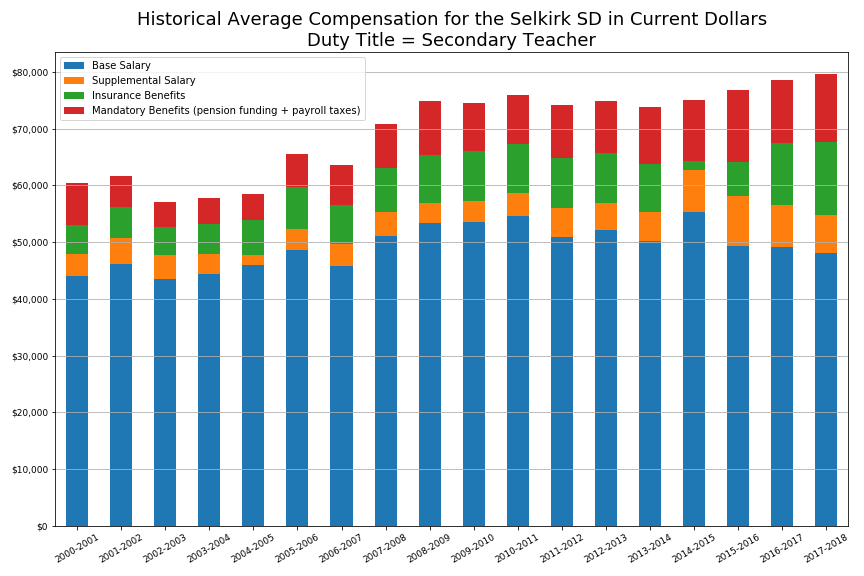 Historical Average Compensation for the Selkirk SD in Current Dollars
Duty Title = Secondary Teacher
Base Salary
Supplemental Salary
Insurance Benefits
Mandatory Benefits (pension funding + payroll taxes)
$80,000
$70,000
$60,000
$50,000
$40,000
$30,000
$20,000
$10,000
$0
2000-2001 2001-2002 2002-2003 2003-2004 2004-2005 2005-2006 2006-2007 2007-2008 2008-2009 2009-2010 2010-2011 2011-2012 2012-2013 2013-2014 2014-2015 2015-2016 2016-2017 2017-2018